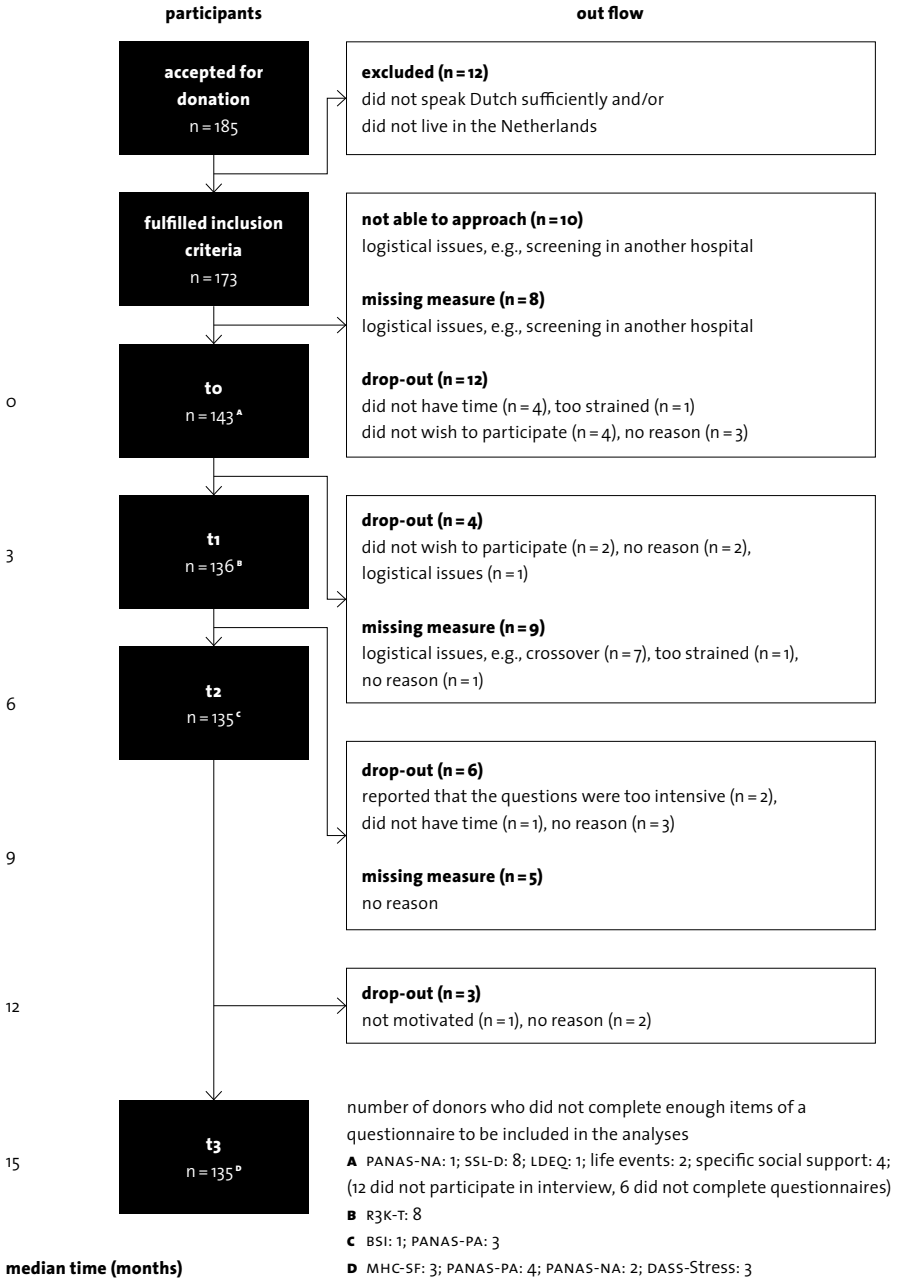 participants
out flow
accepted for
donation
n = 185
excluded (n = 12)
did not speak Dutch sufficiently and/or
did not live in the Netherlands
fulfilled inclusion
criteria
n = 173
not able to approach (n = 10)
logistical issues, e.g., screening in another hospital
missing measure (n = 8)
logistical issues, e.g., screening in another hospital
drop-out (n = 12)
did not have time (n = 4), too strained (n = 1)
did not wish to participate (n = 4), no reason (n = 3)
0
t0
n = 143 A
3
t1
n = 136 B
drop-out (n = 4)
did not wish to participate (n = 2), no reason (n = 2),
logistical issues (n = 1)
missing measure (n = 9)
logistical issues, e.g., crossover (n = 7), too strained (n = 1),
no reason (n = 1)
6
t2
n = 135 C
drop-out (n = 6)
reported that the questions were too intensive (n = 2),
did not have time (n = 1), no reason (n = 3)
9
missing measure (n = 5)
no reason
12
drop-out (n = 3)
not motivated (n = 1), no reason (n = 2)
15
t3
n = 135 D
number of donors who did not complete enough items of a
questionnaire to be included in the analyses
A PANAS-NA: 1; SSL-D: 8; LDEQ: 1; life events: 2; specific social support: 4;
(12 did not participate in interview, 6 did not complete questionnaires)
B R3K-T: 8
C BSI: 1; PANAS-PA: 3
D MHC-SF: 3; PANAS-PA: 4; PANAS-NA: 2; DASS-Stress: 3
median time (months)